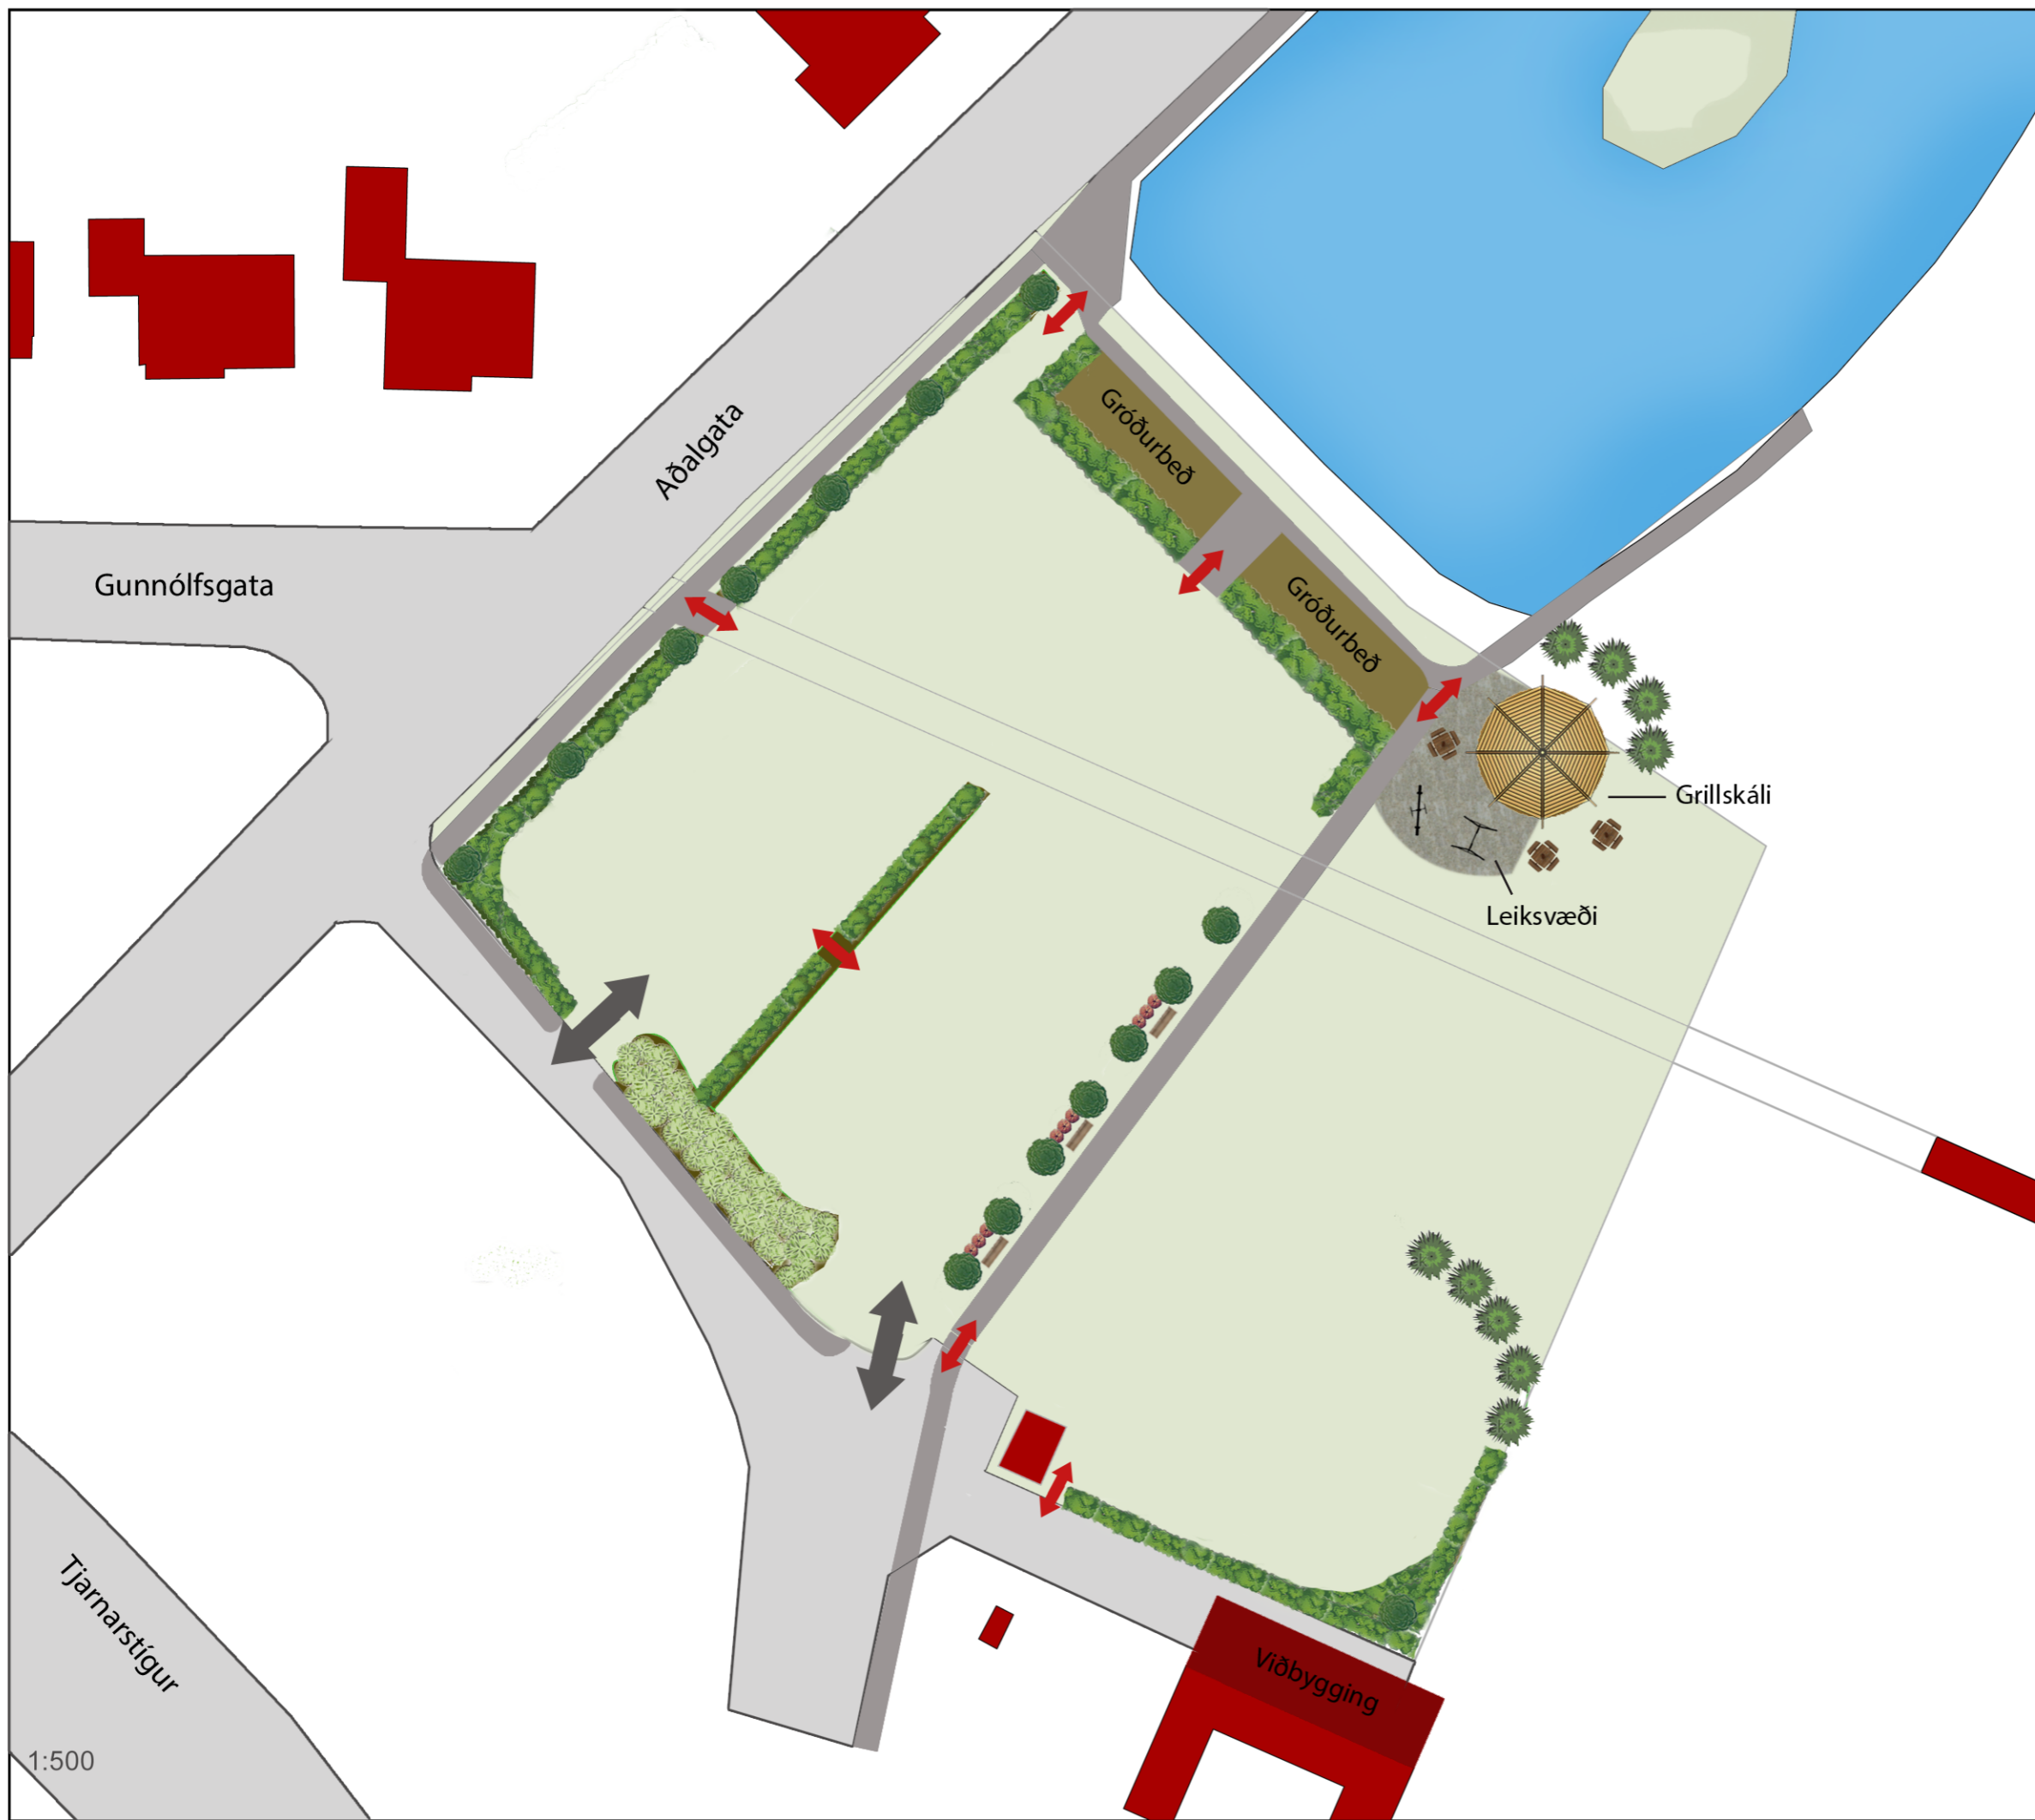 Aðalgata
Gróðurbeð
Gunnólfsgata
Gróðurbeð
Grillskáli
Leiksvæði
Tjarnarstígur
Viðbygging
1:500